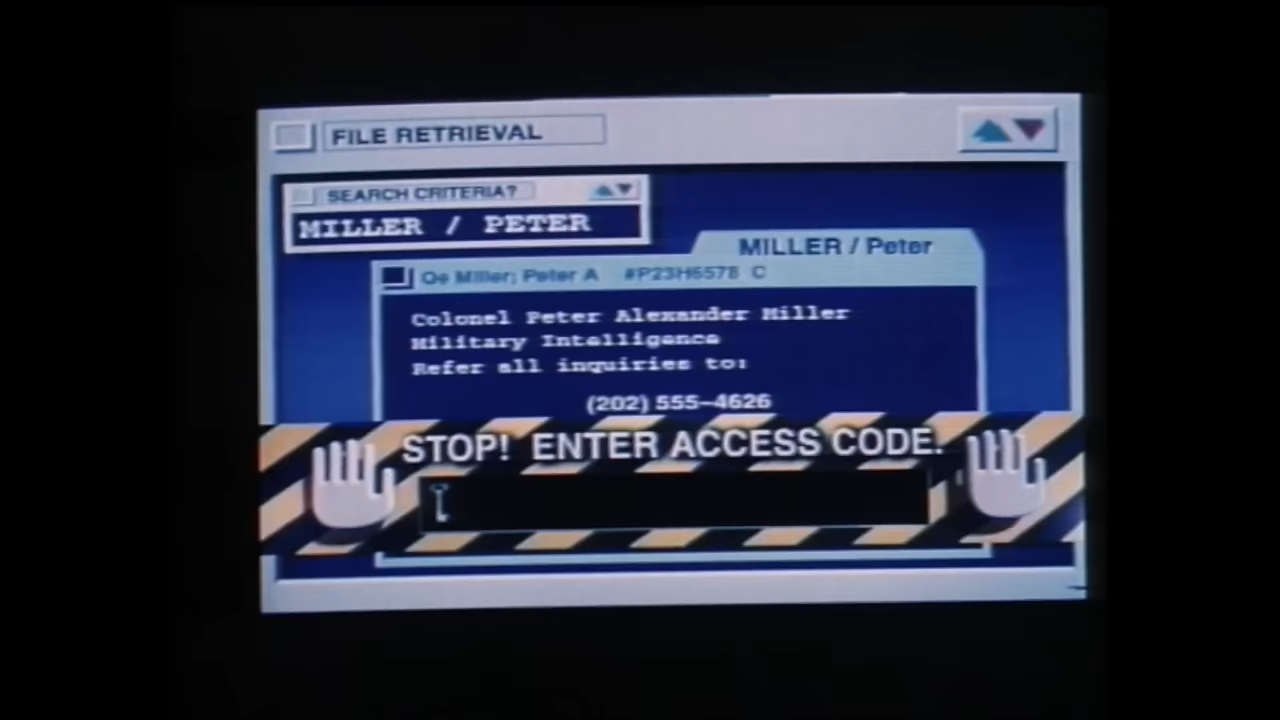 FILE RETRIEVAL
SEARCH CRITERIA?
MILLER / PETER
MILLER / Peter
Qe Miller; Peter A #P23H6578 C
Colonel Peter Alexander Miller
Military Intelligence
Refer all inquiries to:
(202) 555-4626
STOP! ENTER ACCESS CODE.